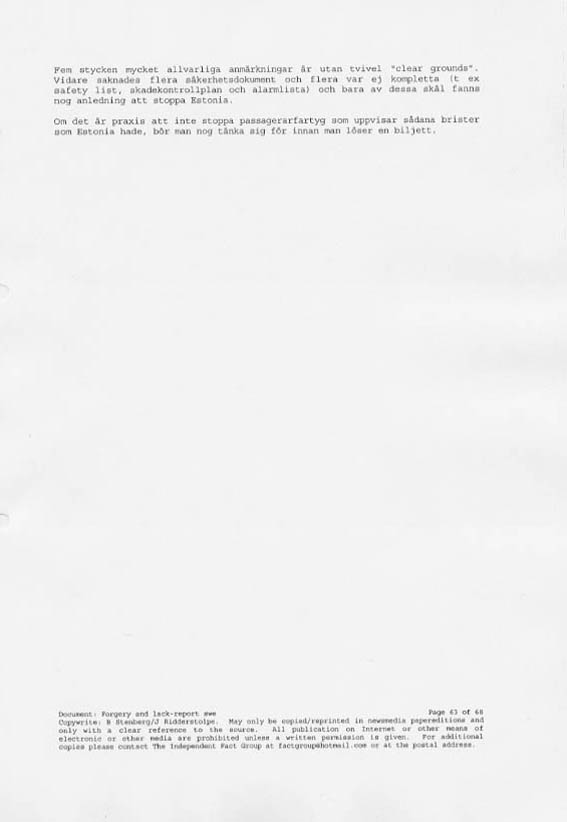 Fem stycken mycket allvarliga anmärkningar är utan tvivel "clear grounds".
Vidare saknades flera säkerhetsdokument och flera var ej kompletta (t ex
safety list, skadekontrollplan och alarmlista) och bara av dessa skäl fanns
nog anledning att stoppa Estonia.
Om det är praxis att inte stoppa passagerarfartyg som uppvisar sådana brister
som Estonia hade, bör man nog tänka sig för innan man löser en biljett.
Document: Forgery and lack-report swe Page 63 of 68
Copywrite: B Stenberg/J Ridderstolpe. May only be copied/reprinted in newsmedia papereditions and
only with a clear reference to the source. All publication on Internet or other means of
electronic or other media are prohibited unless a written permission is given. For additional
copies please contact The Independent Fact Group at factgroup@hotmail.com or at the postal address.